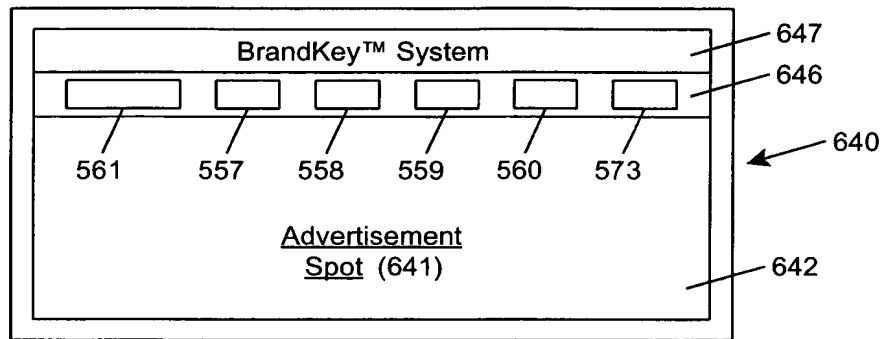 BrandKey™ System
647
646
561 557 558 559 560 573
640
Advertisement
Spot (641)
642